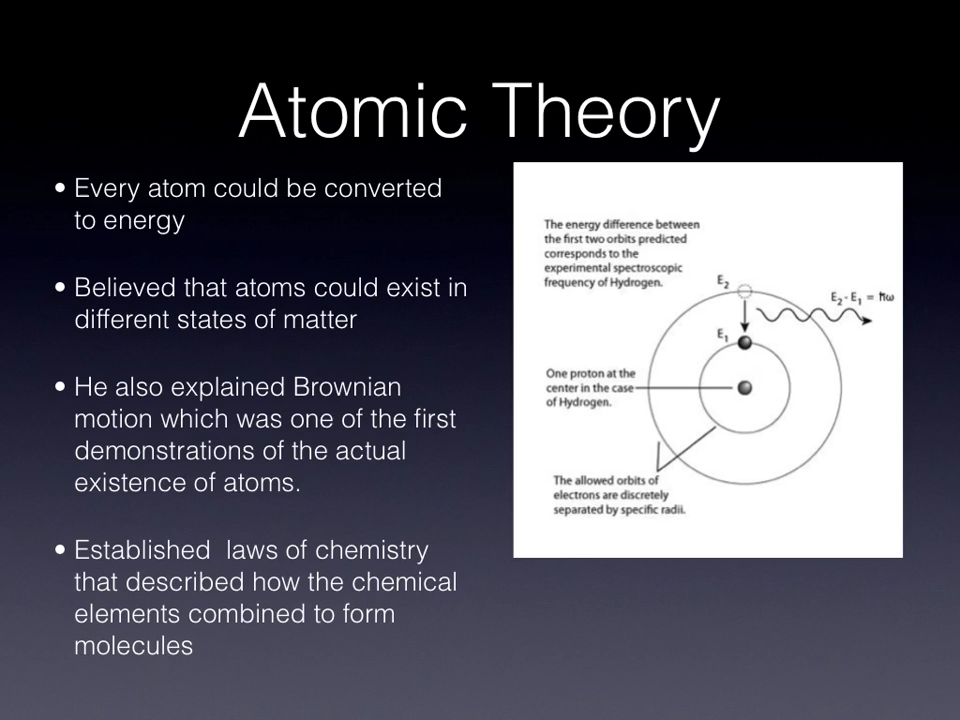 Atomic Theory
• Every atom could be converted
to energy
• Believed that atoms could exist in
different states of matter
• He also explained Brownian
motion which was one of the first
demonstrations of the actual
existence of atoms.
• Established  laws of chemistry
that described how the chemical
elements combined to form
molecules
The energy difference between
the first two orbits predicted
corresponds to the
experimental spectroscopic
frequency of Hydrogen.
E₂
E₂ - E₁ = ħω
E₁
One proton at the
center in the case
of Hydrogen.
The allowed orbits of
electrons are discretely
separated by specific radii.